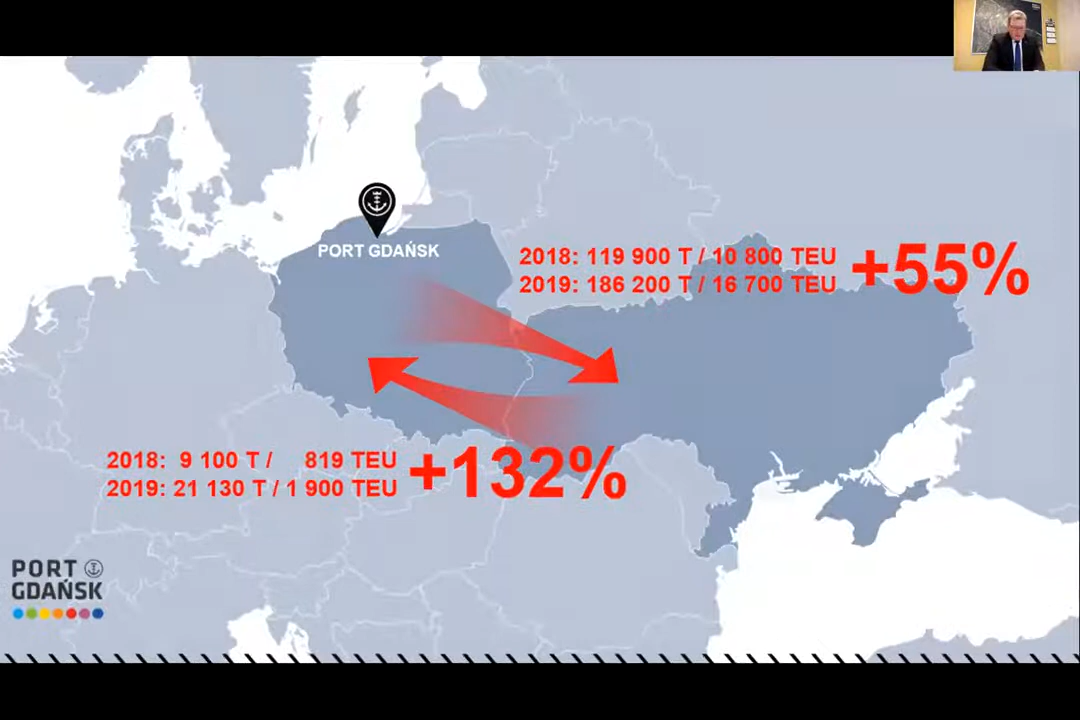 PORT GDAŃSK
2018: 119 900 T / 10 800 TEU
2019: 186 200 T / 16 700 TEU
+55%
2018: 9 100 T / 819 TEU
2019: 21 130 T / 1 900 TEU
+132%
PORT
GDAŃSK